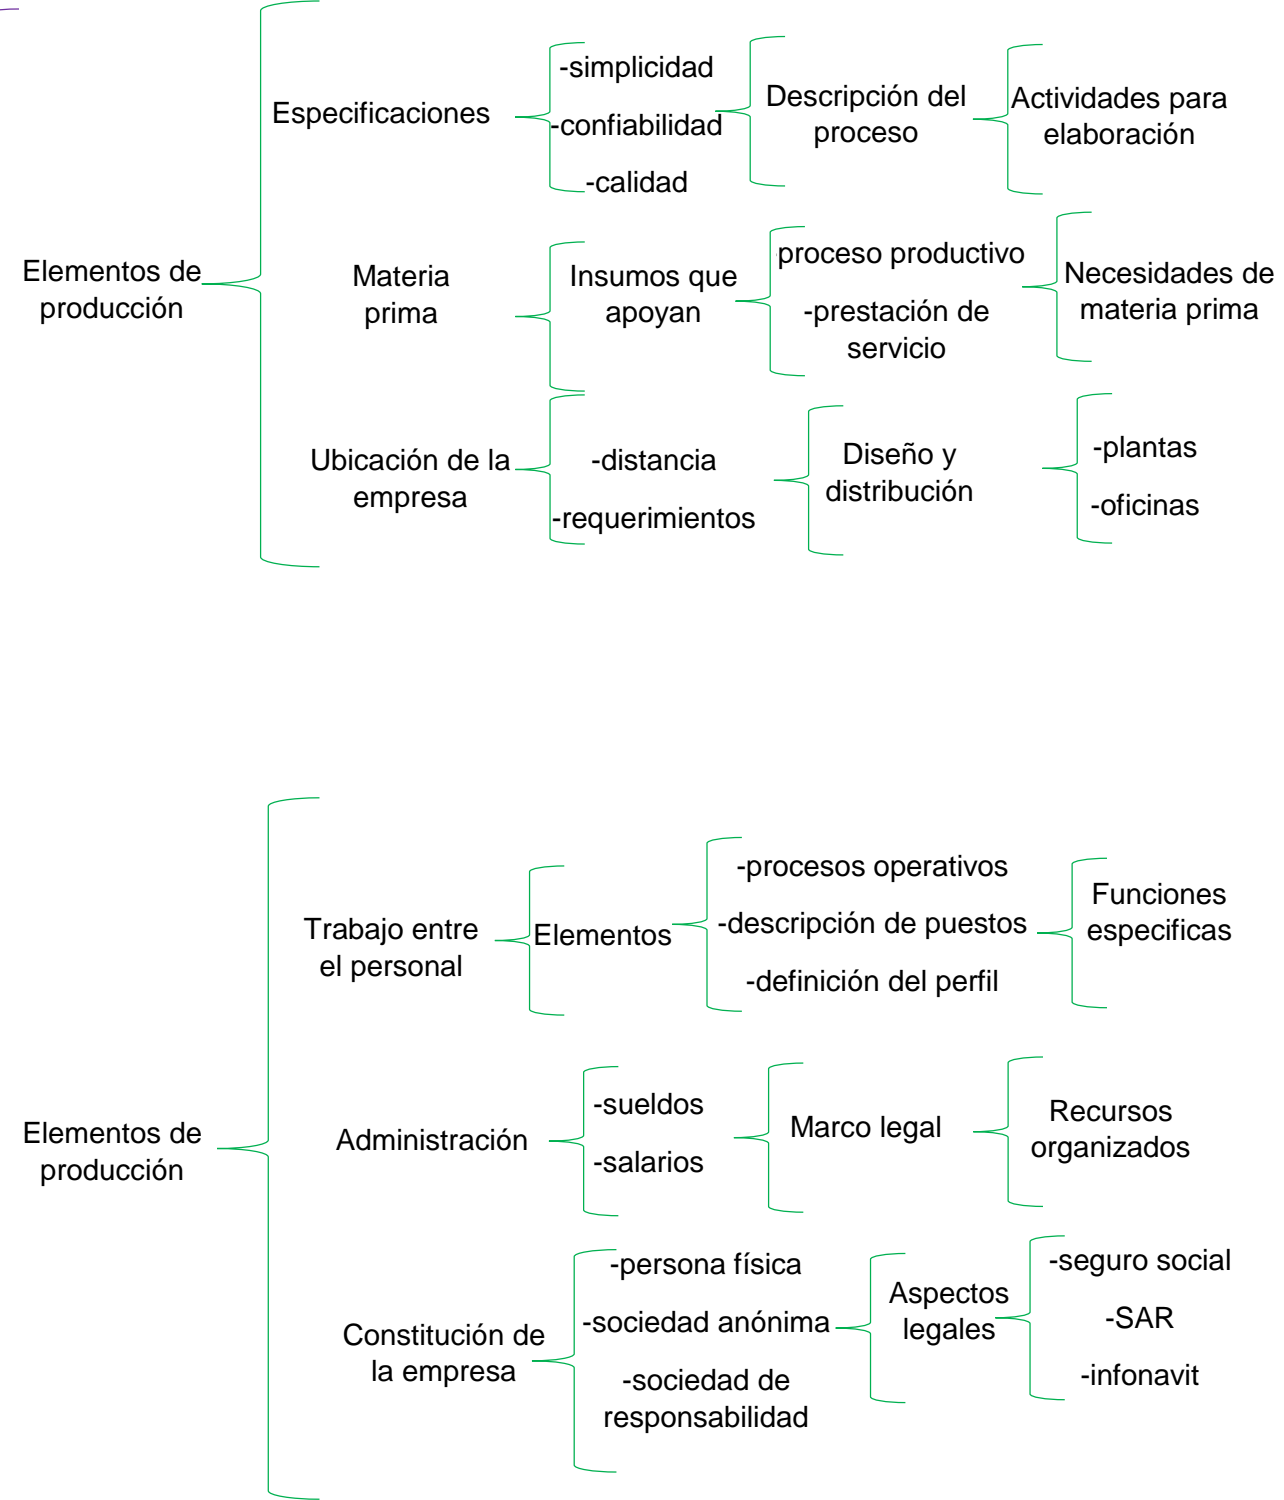 Elementos de
producción
Especificaciones
-simplicidad
-confiabilidad
-calidad
Descripción del
proceso
Actividades para
elaboración
Materia
prima
Insumos que
apoyan
proceso productivo
-prestación de
servicio
Necesidades de
materia prima
Ubicación de la
empresa
-distancia
-requerimientos
Diseño y
distribución
-plantas
-oficinas
Elementos de
producción
Trabajo entre
el personal
Elementos
-procesos operativos
-descripción de puestos
-definición del perfil
Funciones
especificas
Administración
-sueldos
-salarios
Marco legal
Recursos
organizados
Constitución de
la empresa
-persona física
-sociedad anónima
-sociedad de
responsabilidad
Aspectos
legales
-seguro social
-SAR
-infonavit